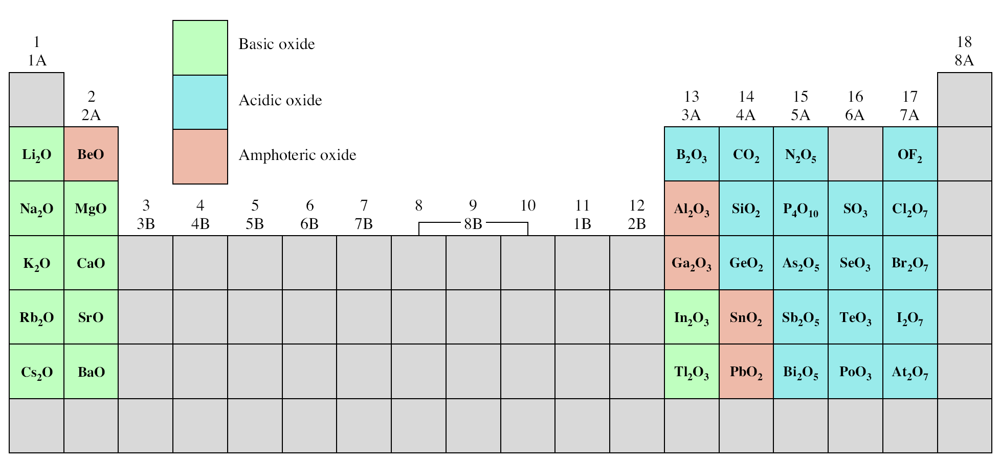 Basic oxide
1
1A
18
8A
Acidic oxide
2
2A
13
3A
14
4A
15
5A
16
6A
17
7A
Li₂O BeO
Amphoteric oxide
B₂O₃ CO₂ N₂O₅ OF₂
Na₂O MgO
3
3B
4
4B
5
5B
6
6B
7
7B
8 9 10
8B
11
1B
12
2B
Al₂O₃ SiO₂ P₄O₁₀ SO₃ Cl₂O₇
K₂O CaO Ga₂O₃ GeO₂ As₂O₅ SeO₃ Br₂O₇
Rb₂O SrO In₂O₃ SnO₂ Sb₂O₅ TeO₃ I₂O₇
Cs₂O BaO Tl₂O₃ PbO₂ Bi₂O₅ PoO₃ At₂O₇